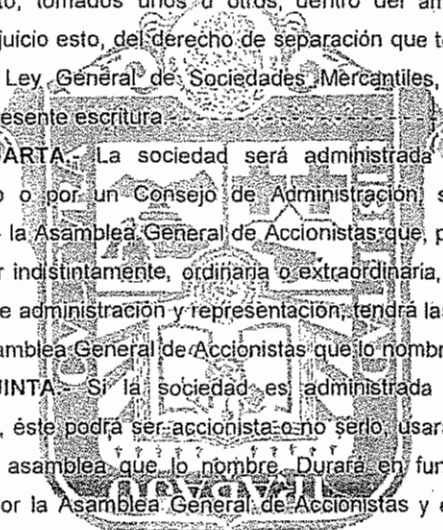 to, tomados unos u otros, dentro del am
juicio esto, del derecho de separación que te
Ley General de Sociedades Mercantiles,
esente escritura
ARTA.- La sociedad será administrada
o o por un Consejo de Administración, s
la Asamblea General de Accionistas que, p
r indistintamente, ordinaria o extraordinaria,
e administración y representación, tendrá las
amblea General de Accionistas que lo nombr
UINTA.- Si la sociedad es administrada
, éste podrá ser accionista o no serlo, usará
asamblea que lo nombre. Durará en fun
or la Asamblea General de Accionistas y c